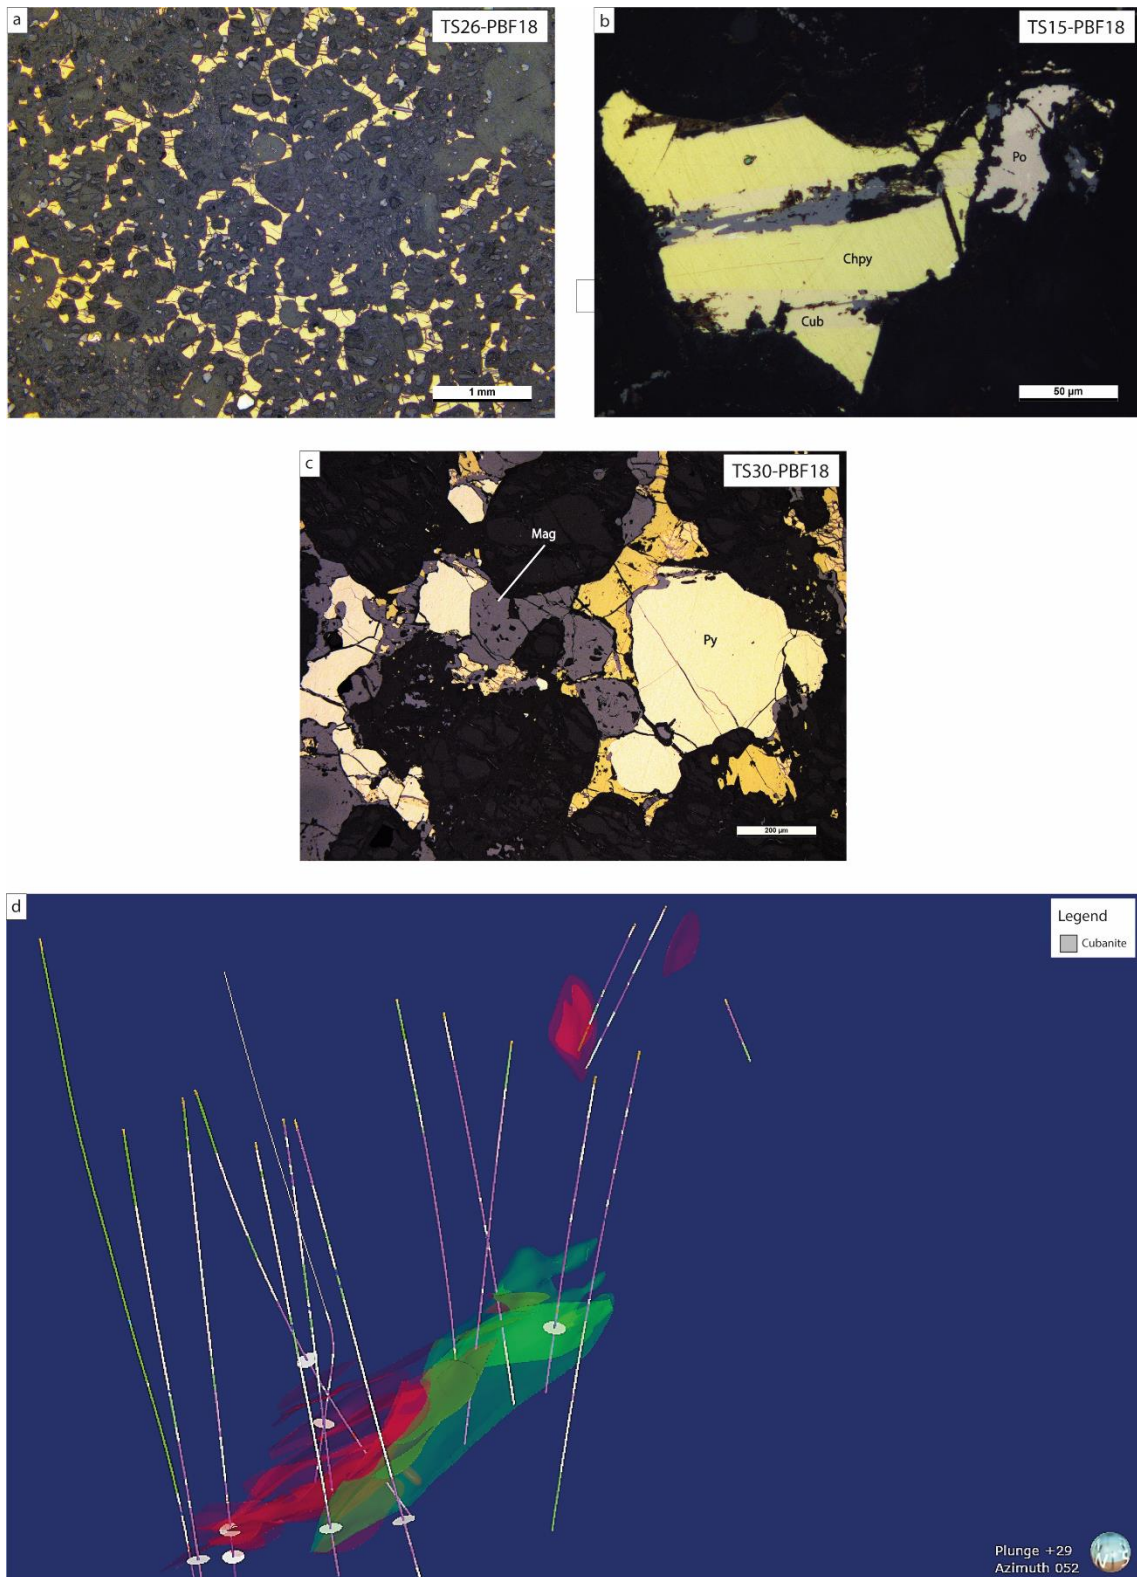 a
TS26-PBF18
1 mm
b
TS15-PBF18
Po
Chpy
Cub
50 µm
c
TS30-PBF18
Mag
Py
200 µm
d
Legend
Cubanite
Plunge +29
Azimuth 052